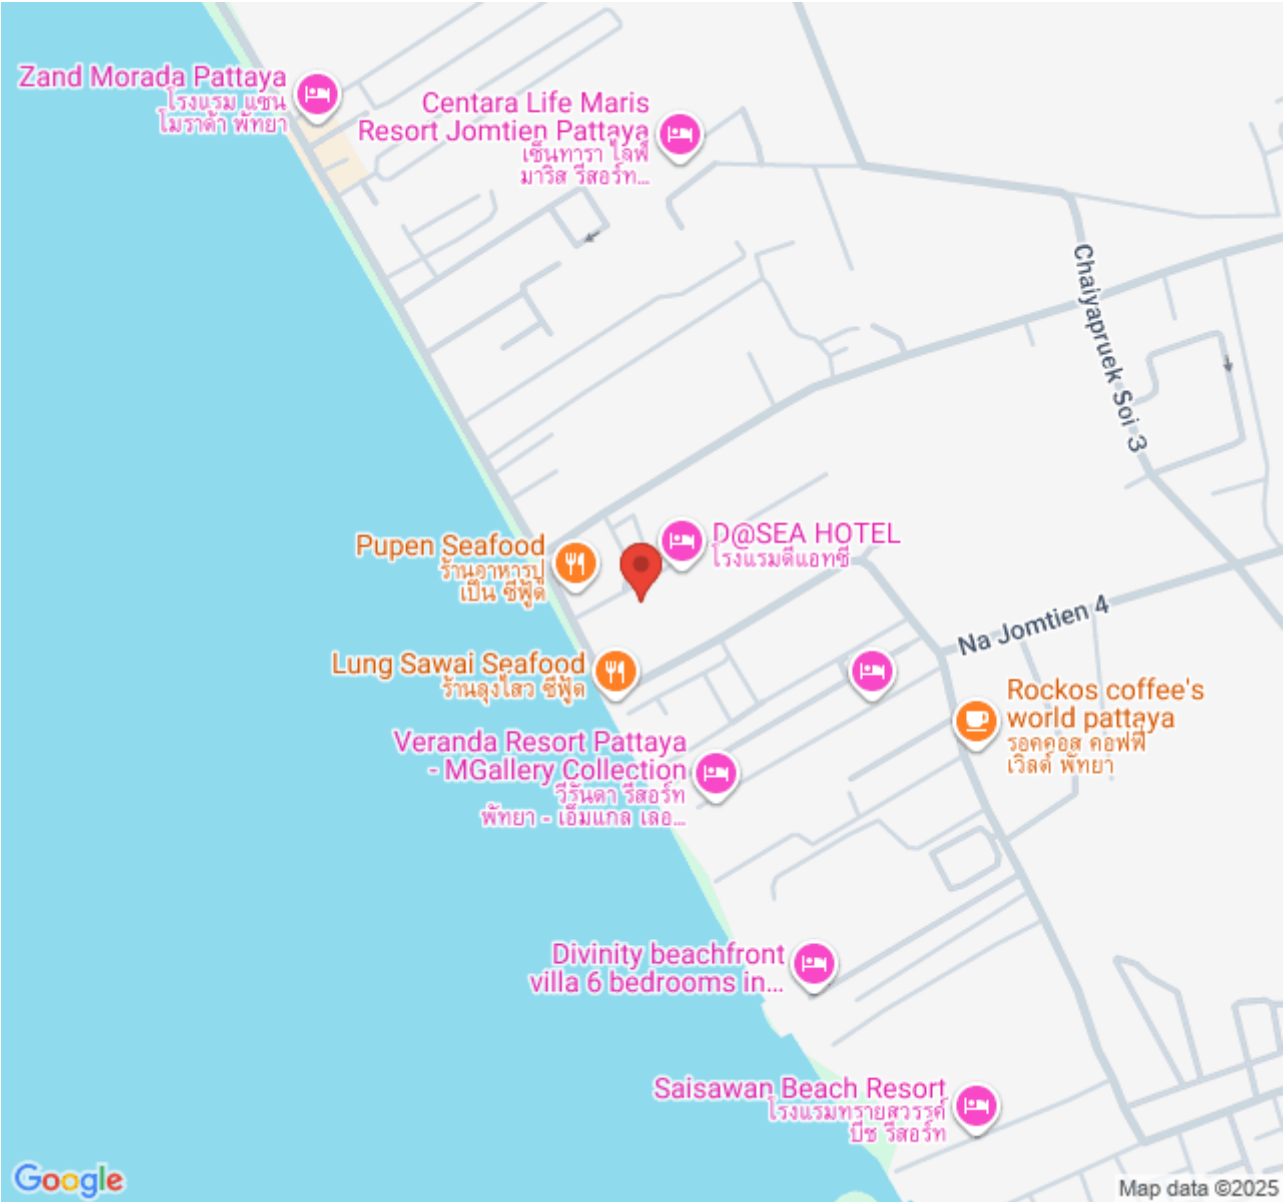 Zand Morada Pattaya
โรงแรม แซน
โมราด้า พัทยา
Centara Life Maris
Resort Jomtien Pattaya
เซ็นทารา ไลฟ์
มาริส รีสอร์ท...
Chaiyapruek Soi 3
D@SEA HOTEL
โรงแรมดีแอทซี
Pupen Seafood
ร้านอาหารปู
เป็น ซีฟู้ด
Na Jomtien 4
Lung Sawai Seafood
ร้านลุงไสว ซีฟู้ด
Rockos coffee's
world pattaya
รอคคอส คอฟฟี่
เวิลด์ พัทยา
Veranda Resort Pattaya
- MGallery Collection
วีรันดา รีสอร์ท
พัทยา - เอ็มแกล เลอ...
Divinity beachfront
villa 6 bedrooms in...
Saisawan Beach Resort
โรงแรมทรายสวรรค์
บีช รีสอร์ท
Google
Map data ©2025